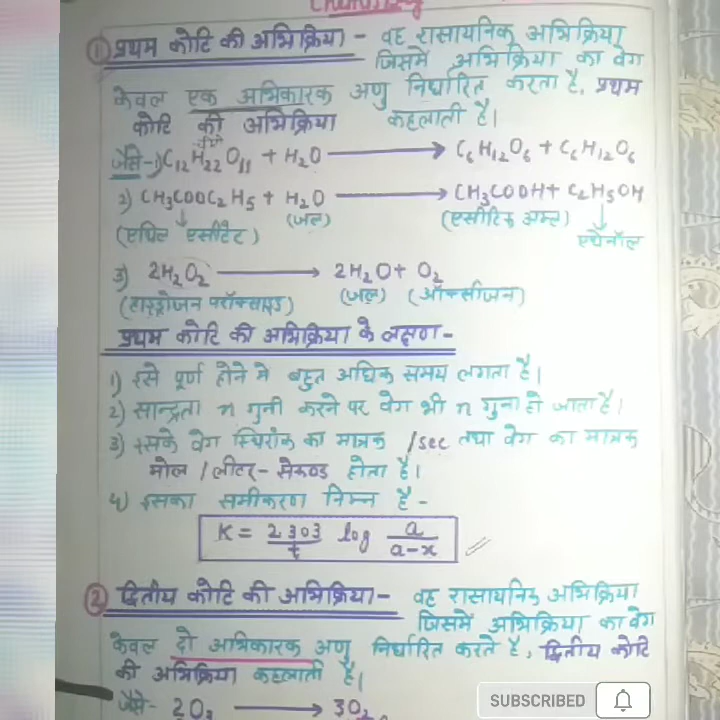 Chemistry
① प्रथम कोटि की अभिक्रिया - वह रासायनिक अभिक्रिया
जिसमें अभिक्रिया का वेग
केवल एक अभिकारक अणु निर्धारित करता है, प्रथम
कोटि की अभिक्रिया कहलाती है।
जैसे- 1) C₁₂H₂₂O₁₁ + H₂O ⟶ C₆H₁₂O₆ + C₆H₁₂O₆
2) CH₃COOC₂H₅ + H₂O ⟶ CH₃COOH + C₂H₅OH
(एथिल एसीटेट) (जल) (एसीटिक अम्ल) एथेनॉल
3) 2H₂O₂ ⟶ 2H₂O + O₂
(हाइड्रोजन परॉक्साइड) (जल) (ऑक्सीजन)
प्रथम कोटि की अभिक्रिया के लक्षण -
1) इसे पूर्ण होने मे बहुत अधिक समय लगता है।
2) सान्द्रता n गुनी करने पर वेग भी n गुना हो जाता है।
3) इसके वेग स्थिरांक का मात्रक /sec तथा वेग का मात्रक
मोल / लीटर - सेकण्ड होता है।
4) इसका समीकरण निम्न है -
K = 2.303/t log a/a-x
② द्वितीय कोटि की अभिक्रिया - वह रासायनिक अभिक्रिया
जिसमें अभिक्रिया का वेग
केवल दो अभिकारक अणु निर्धारित करते है, द्वितीय कोटि
की अभिक्रिया कहलाती है।
जैसे- 2O₃ ⟶ 3O₂
SUBSCRIBED